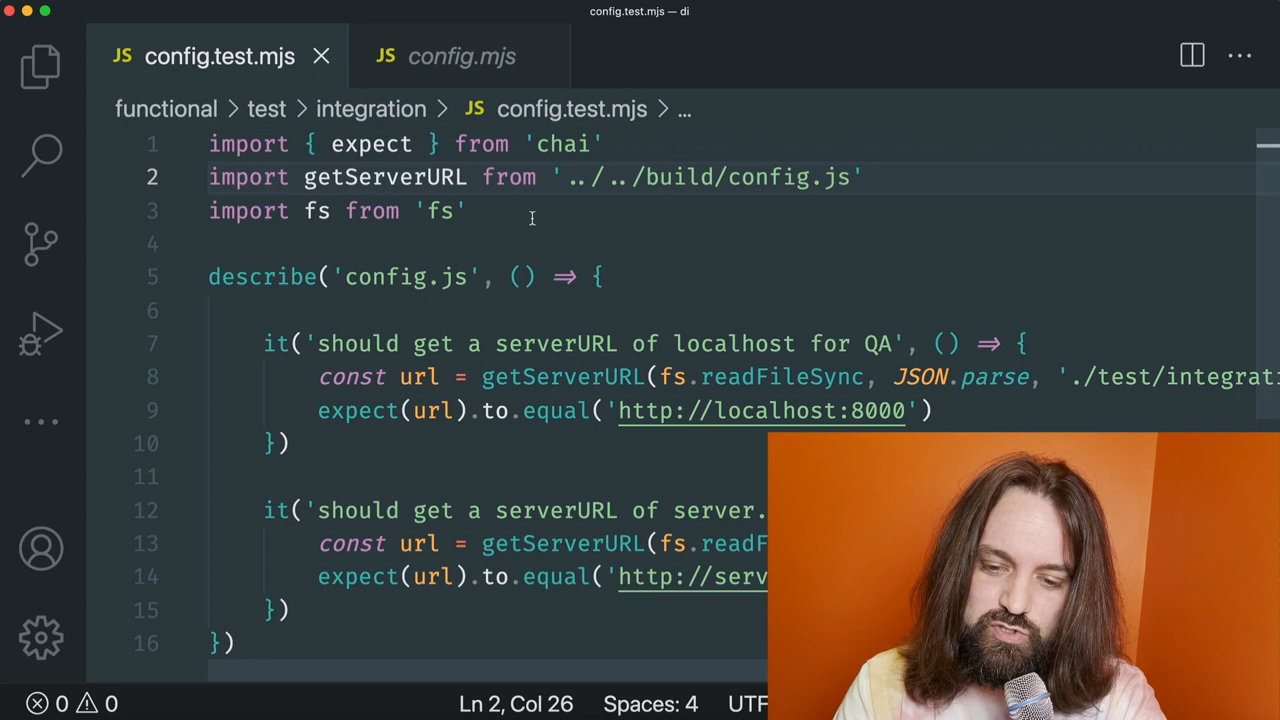 config.test.mjs — di
JS config.test.mjs
JS config.mjs
functional > test > integration > JS config.test.mjs > ...
1 import { expect } from 'chai'
2 import getServerURL from '../../build/config.js'
3 import fs from 'fs'
4
5 describe('config.js', () => {
6
7 it('should get a serverURL of localhost for QA', () => {
8 const url = getServerURL(fs.readFileSync, JSON.parse, './test/integrati
9 expect(url).to.equal('http://localhost:8000')
10 })
11
12 it('should get a serverURL of server.
13 const url = getServerURL(fs.readF
14 expect(url).to.equal('http://serv
15 })
16 })
0 0 Ln 2, Col 26 Spaces: 4 UTF